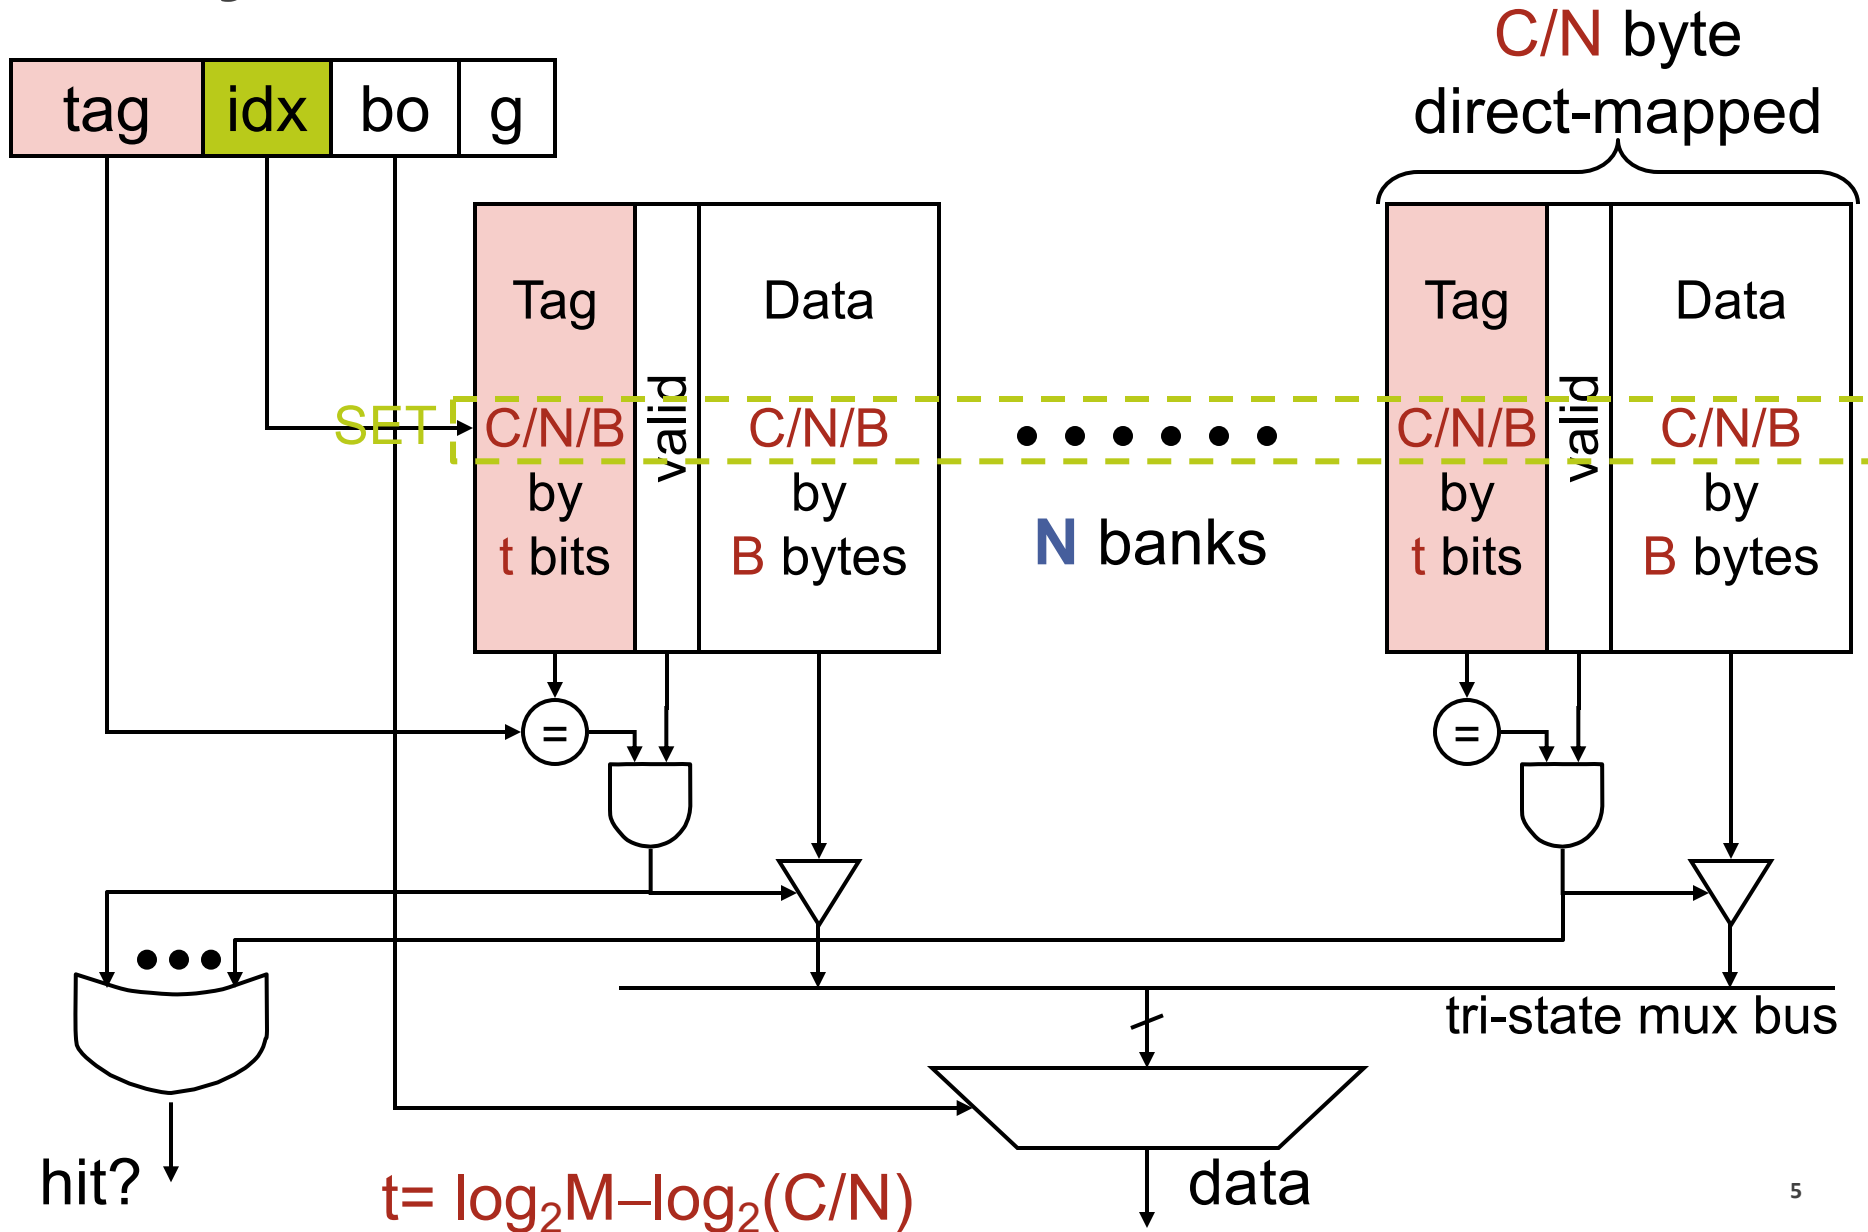 C/N byte
direct-mapped
tag idx bo g
Tag valid Data
Tag valid Data
SET C/N/B C/N/B
C/N/B C/N/B
by by
by by
N banks
t bits B bytes
t bits B bytes
=
=
tri-state mux bus
hit?
t= log₂M–log₂(C/N)
data
5